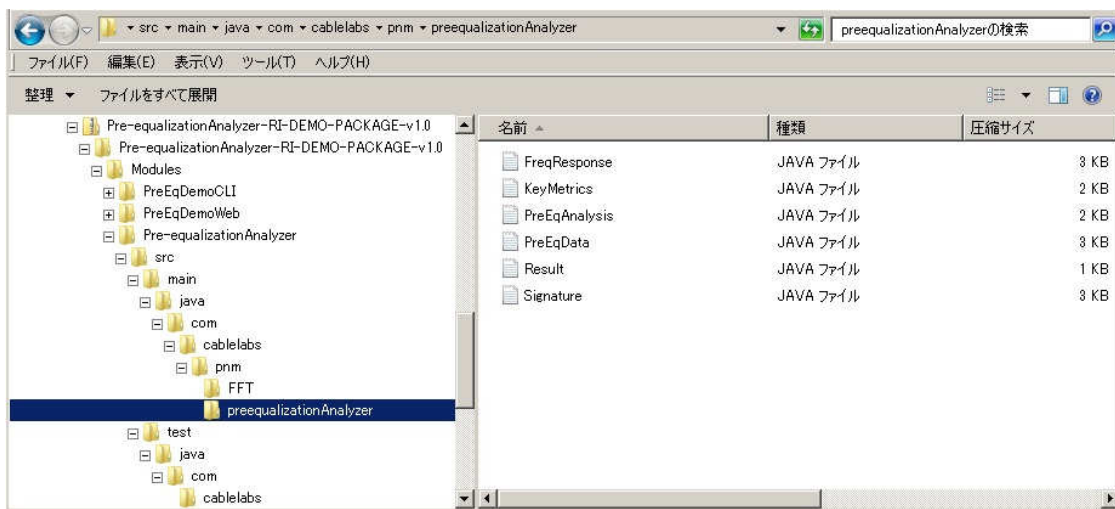 src main java com cablelabs pnm preequalizationAnalyzer
preequalizationAnalyzerの検索
ファイル(F) 編集(E) 表示(V) ツール(T) ヘルプ(H)
整理 ファイルをすべて展開
Pre-equalizationAnalyzer-RI-DEMO-PACKAGE-v1.0
Pre-equalizationAnalyzer-RI-DEMO-PACKAGE-v1.0
Modules
PreEqDemoCLI
PreEqDemoWeb
Pre-equalizationAnalyzer
src
main
java
com
cablelabs
pnm
FFT
preequalizationAnalyzer
test
java
com
cablelabs
名前 種類 圧縮サイズ
FreqResponse JAVA ファイル 3 KB
KeyMetrics JAVA ファイル 2 KB
PreEqAnalysis JAVA ファイル 2 KB
PreEqData JAVA ファイル 3 KB
Result JAVA ファイル 1 KB
Signature JAVA ファイル 3 KB